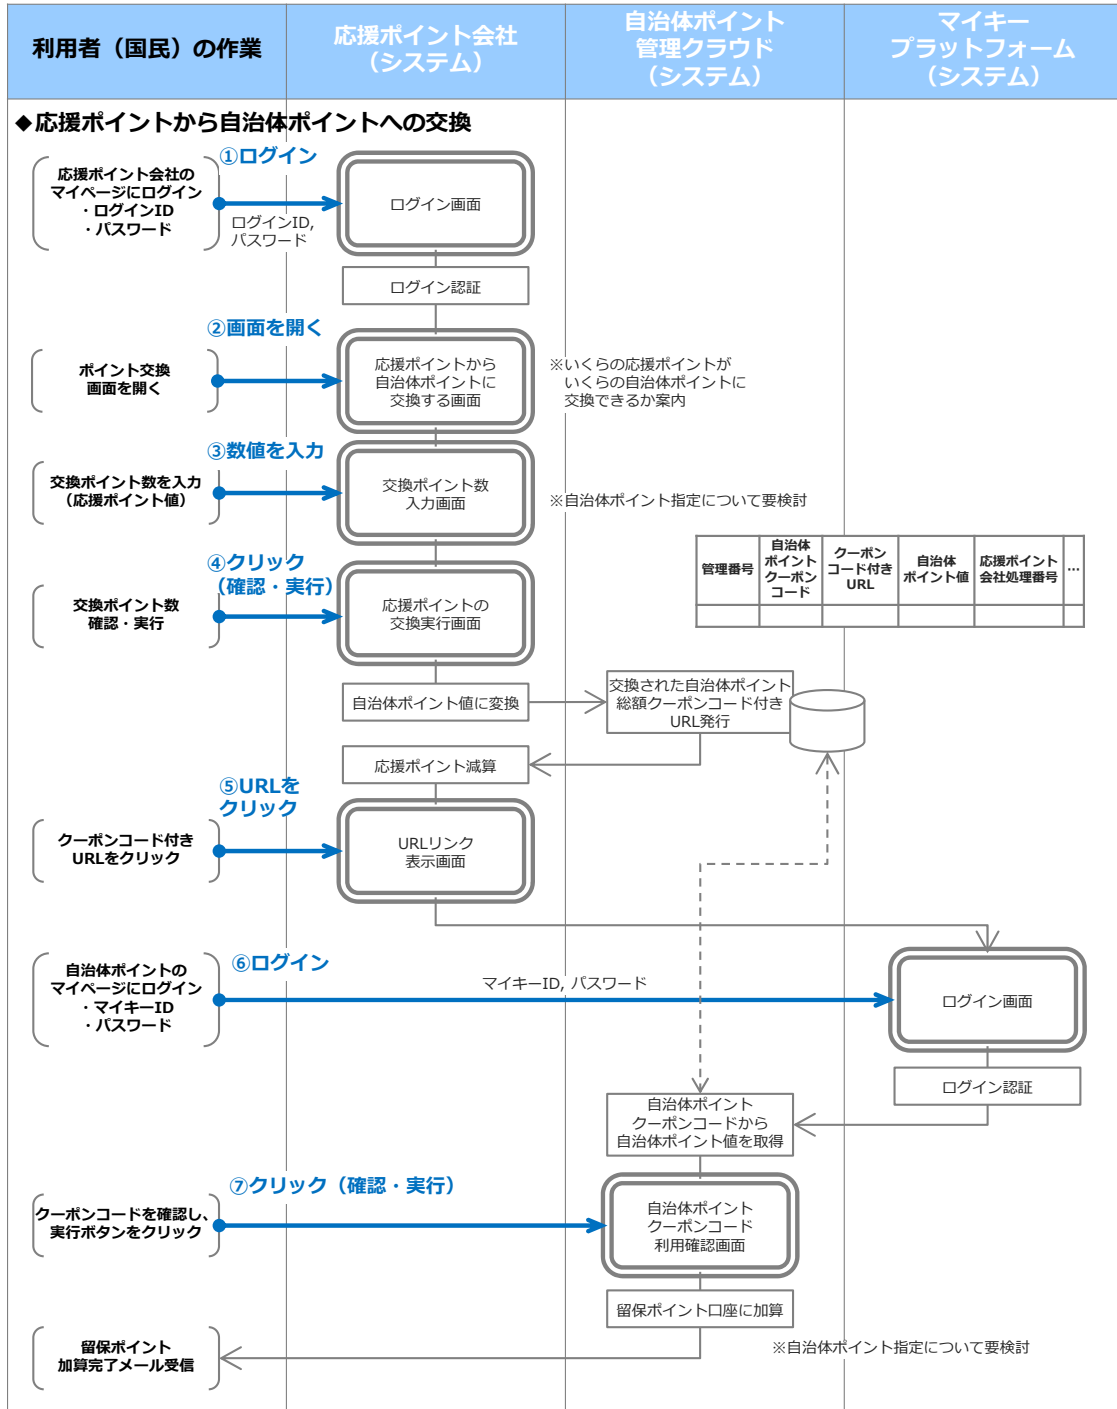 利用者（国民）の作業
応援ポイント会社
（システム）
自治体ポイント
管理クラウド
（システム）
マイキー
プラットフォーム
（システム）
◆応援ポイントから自治体ポイントへの交換
①ログイン
応援ポイント会社の
マイページにログイン
・ログインID
・パスワード
ログインID,
パスワード
ログイン画面
ログイン認証
②画面を開く
ポイント交換
画面を開く
応援ポイントから
自治体ポイントに
交換する画面
※いくらの応援ポイントが
いくらの自治体ポイントに
交換できるか案内
③数値を入力
交換ポイント数を入力
（応援ポイント値）
交換ポイント数
入力画面
※自治体ポイント指定について要検討
④クリック
（確認・実行）
交換ポイント数
確認・実行
応援ポイントの
交換実行画面
管理番号
自治体
ポイント
クーポン
コード
クーポン
コード付き
URL
自治体
ポイント値
応援ポイント
会社処理番号
…
自治体ポイント値に変換
交換された自治体ポイント
総額クーポンコード付き
URL発行
応援ポイント減算
⑤URLを
クリック
クーポンコード付き
URLをクリック
URLリンク
表示画面
⑥ログイン
自治体ポイントの
マイページにログイン
・マイキーID
・パスワード
マイキーID, パスワード
ログイン画面
ログイン認証
自治体ポイント
クーポンコードから
自治体ポイント値を取得
⑦クリック（確認・実行）
クーポンコードを確認し、
実行ボタンをクリック
自治体ポイント
クーポンコード
利用確認画面
留保ポイント口座に加算
留保ポイント
加算完了メール受信
※自治体ポイント指定について要検討